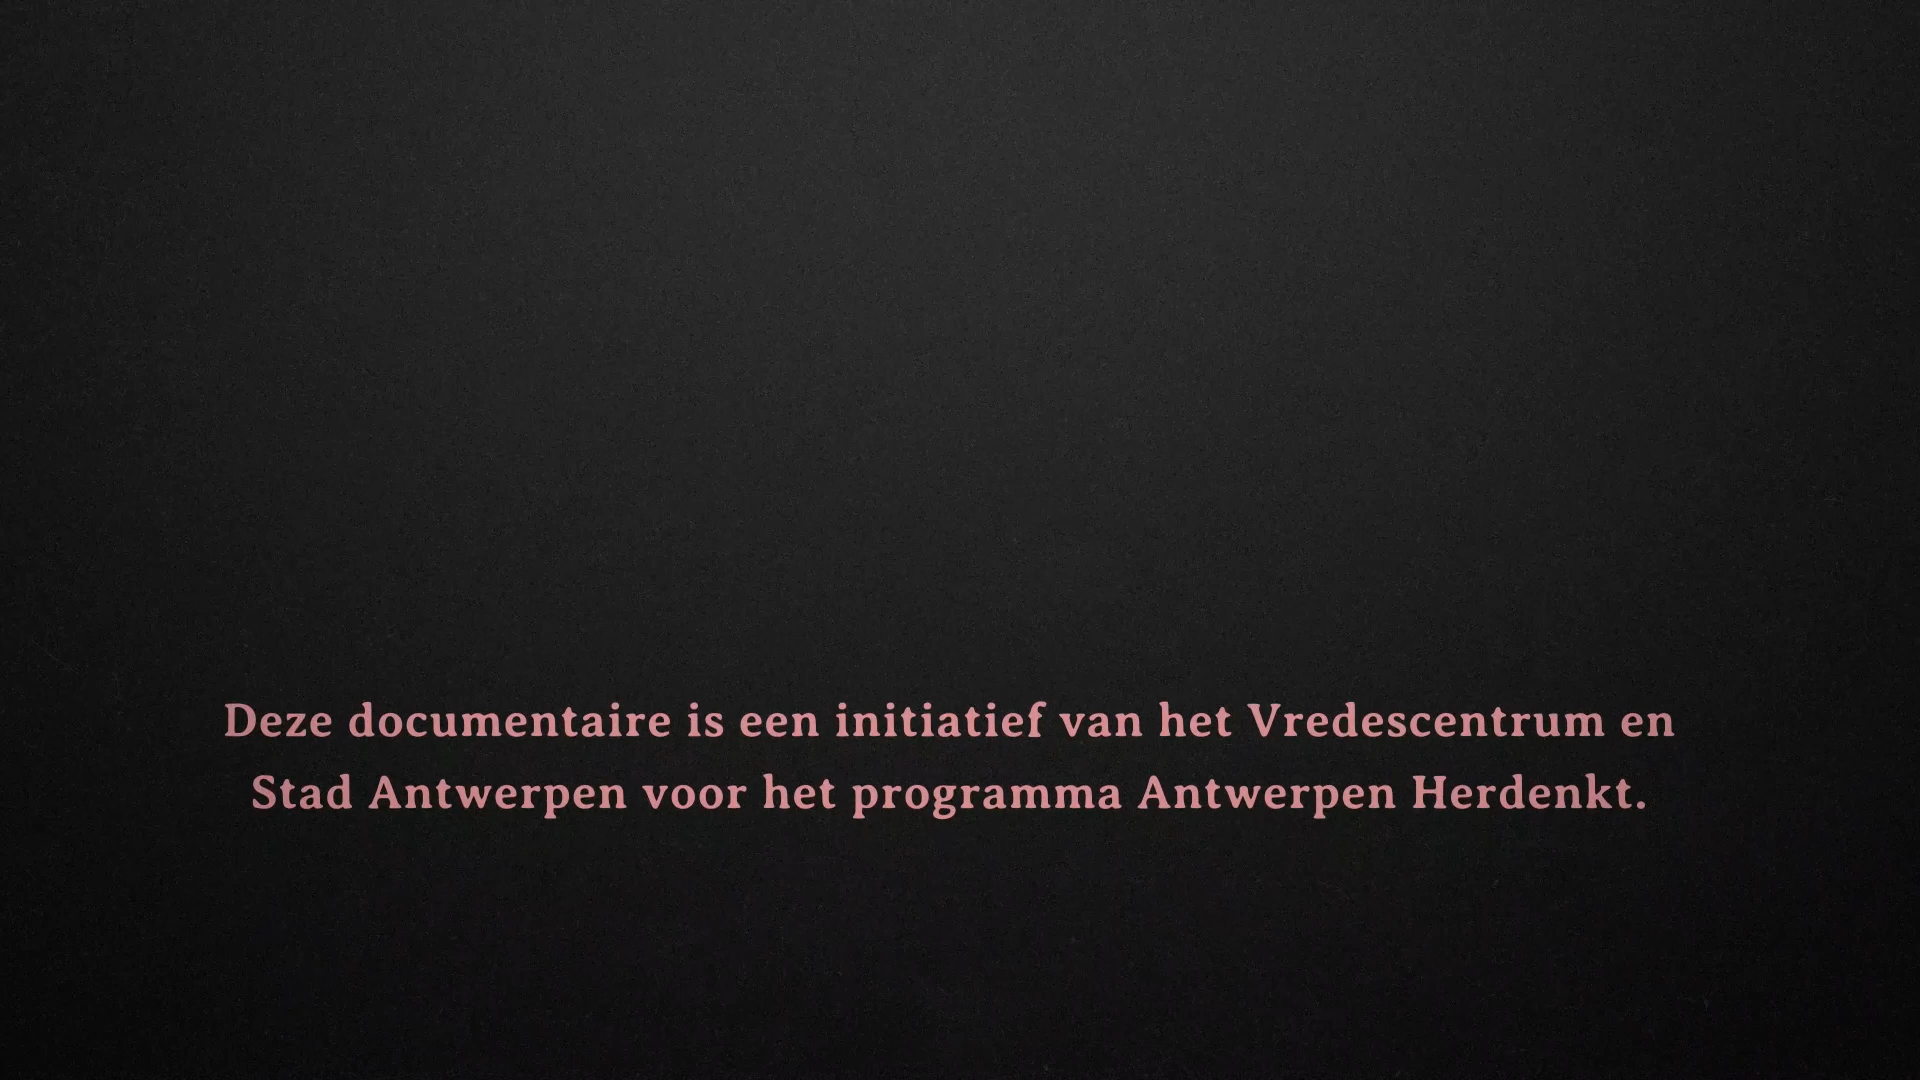 Deze documentaire is een initiatief van het Vredescentrum en
Stad Antwerpen voor het programma Antwerpen Herdenkt.